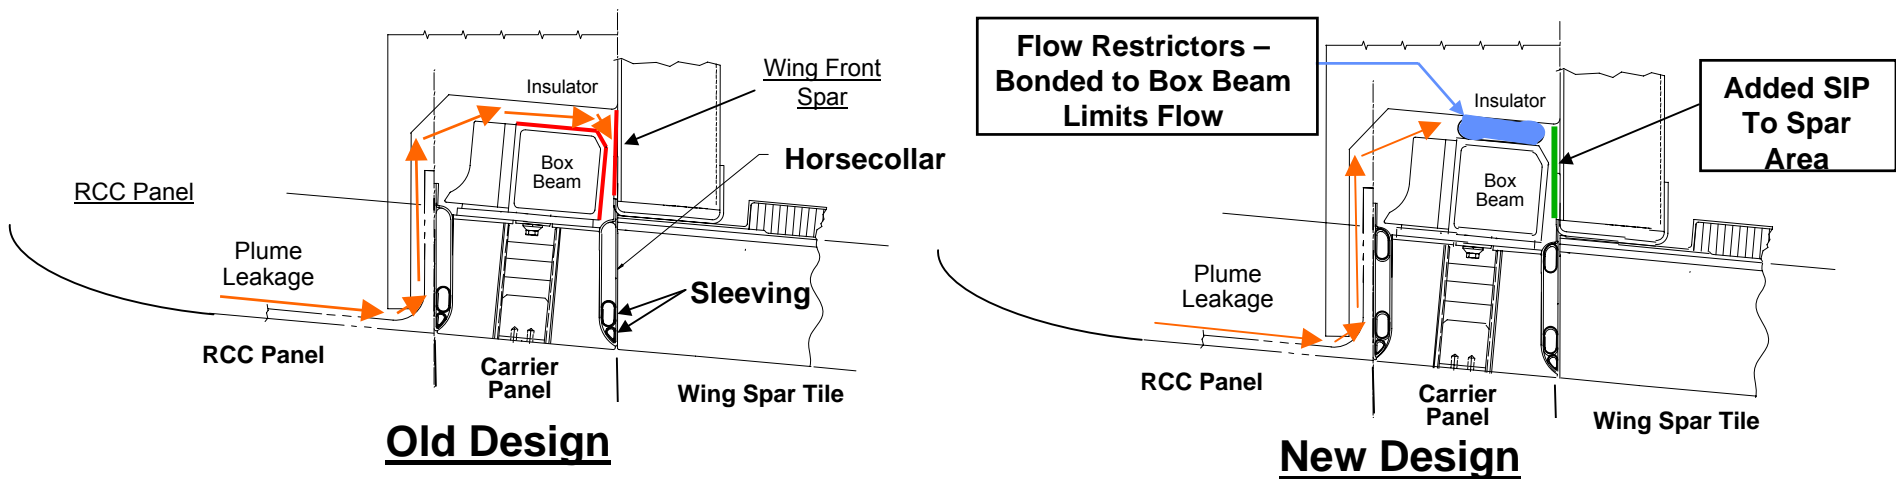 Insulator
Wing Front
Spar
Box
Beam
Horsecollar
RCC Panel
Plume
Leakage
Sleeving
RCC Panel
Carrier
Panel
Wing Spar Tile
Old Design
Flow Restrictors –
Bonded to Box Beam
Limits Flow
Insulator
Added SIP
To Spar
Area
Box
Beam
Plume
Leakage
RCC Panel
Carrier
Panel
Wing Spar Tile
New Design